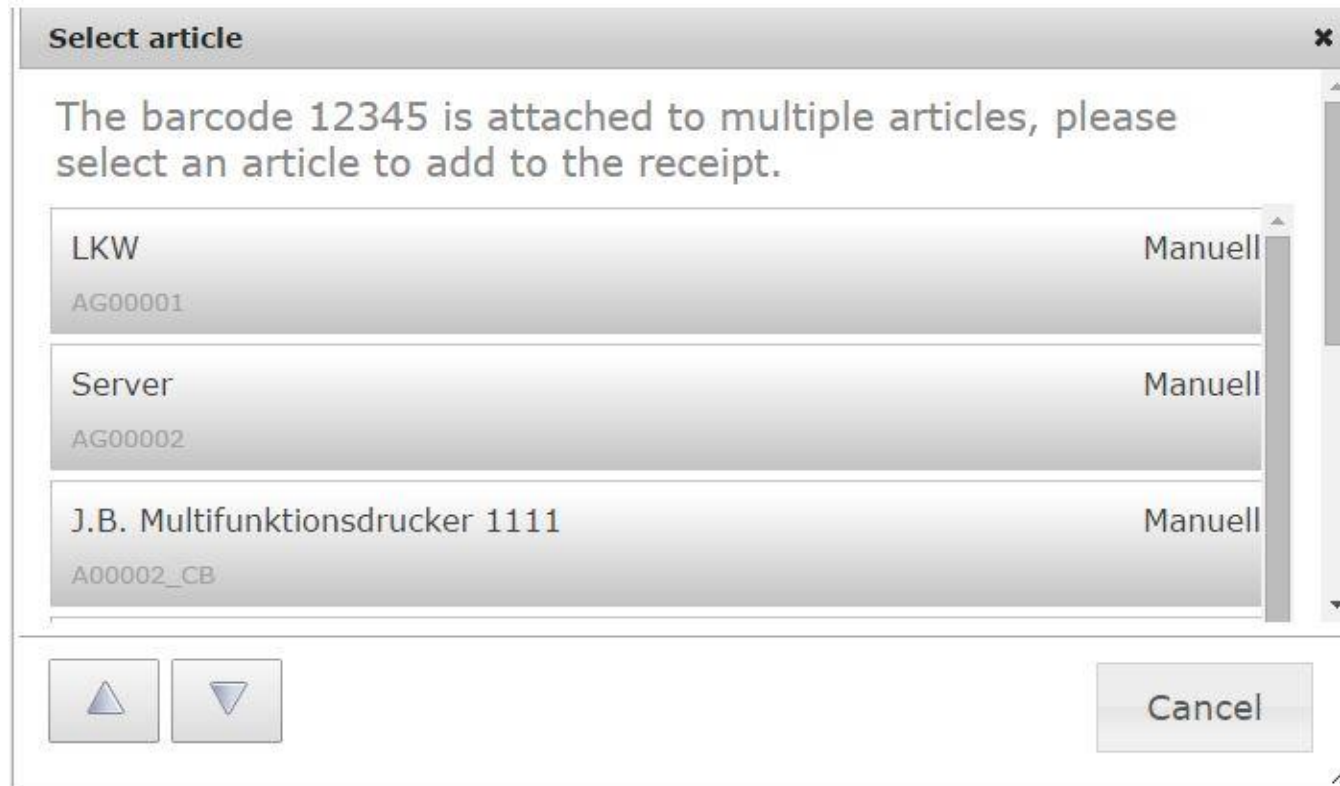 Select article
The barcode 12345 is attached to multiple articles, please
select an article to add to the receipt.
LKW Manuell
AG00001
Server Manuell
AG00002
J.B. Multifunktionsdrucker 1111 Manuell
A00002_CB
Cancel